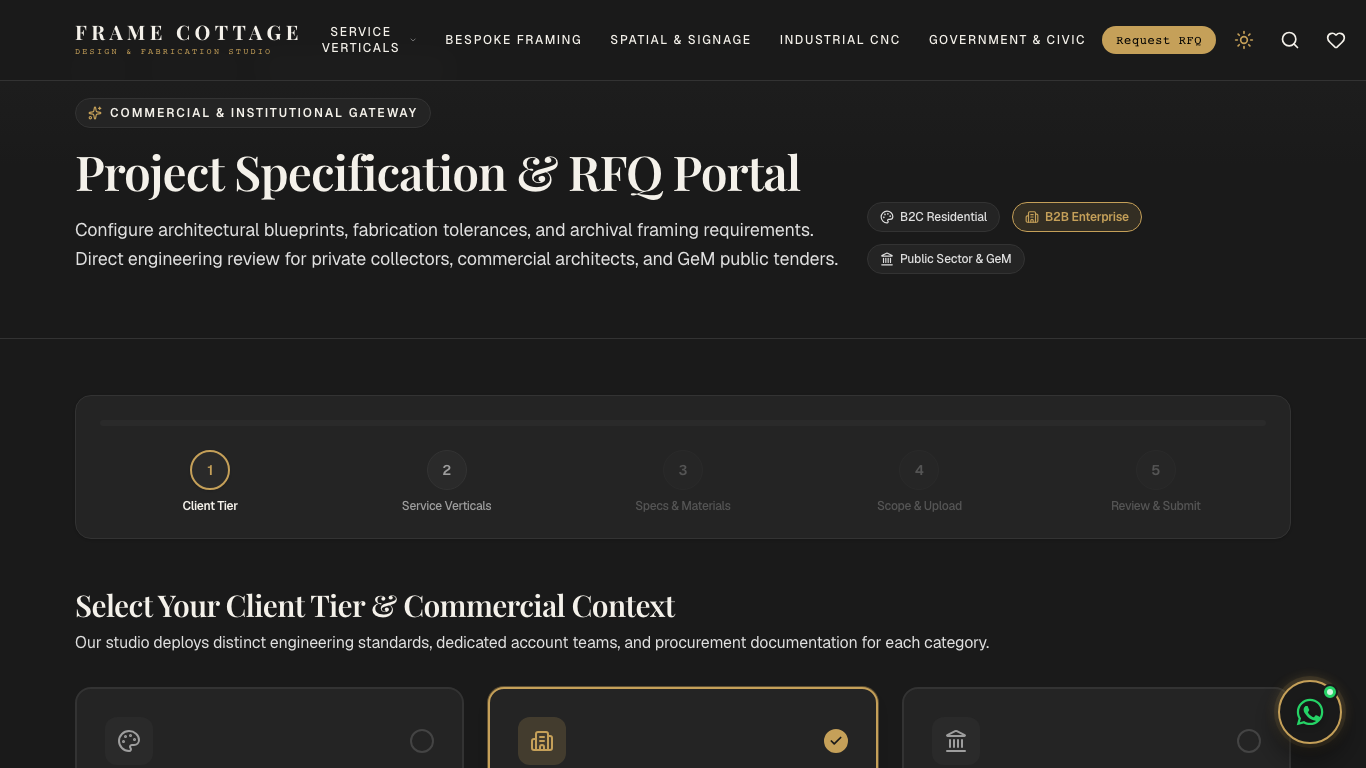 FRAME COTTAGE
DESIGN & FABRICATION STUDIO
SERVICE
VERTICALS
BESPOKE FRAMING
SPATIAL & SIGNAGE
INDUSTRIAL CNC
GOVERNMENT & CIVIC
Request RFQ
COMMERCIAL & INSTITUTIONAL GATEWAY
Project Specification & RFQ Portal
Configure architectural blueprints, fabrication tolerances, and archival framing requirements.
Direct engineering review for private collectors, commercial architects, and GeM public tenders.
B2C Residential
B2B Enterprise
Public Sector & GeM
1
Client Tier
2
Service Verticals
3
Specs & Materials
4
Scope & Upload
5
Review & Submit
Select Your Client Tier & Commercial Context
Our studio deploys distinct engineering standards, dedicated account teams, and procurement documentation for each category.